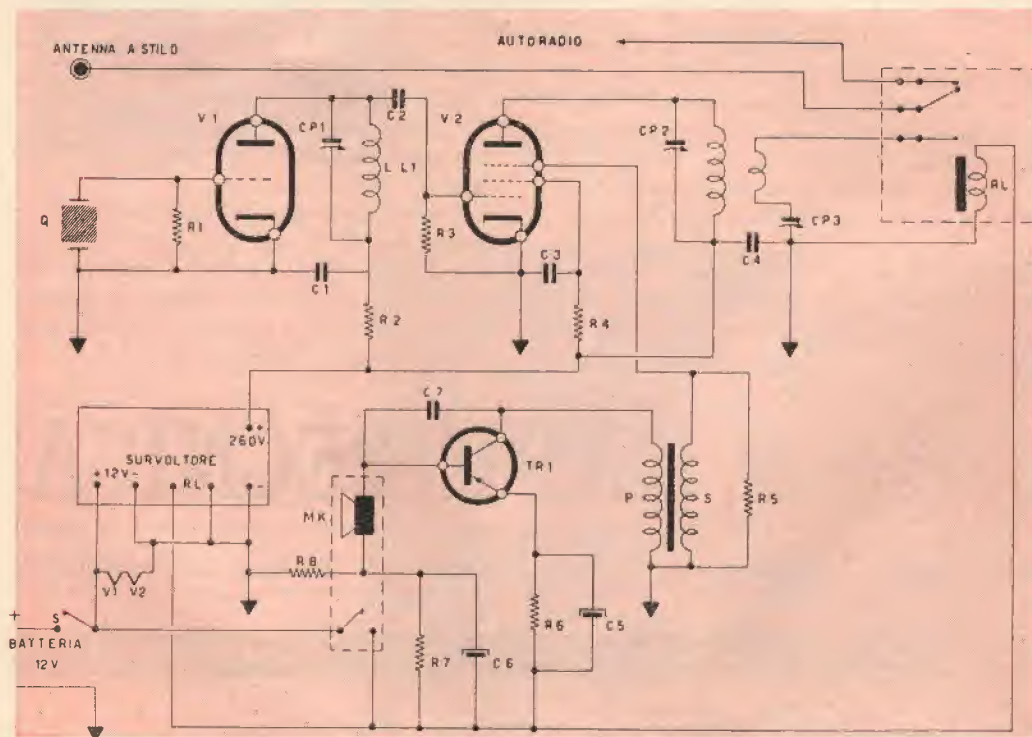 AUTORADIO
ANTENNA A STILO
V1
CP1
C2
V2
CP2
L L1
Q
R1
R3
RL
CP3
C3
C4
C1
R2
R4
C7
260V
+
SURVOLTORE
TR1
+
12V
-
RL
-
P
S
R5
MK
R8
V1 V2
+
S
BATTERIA
12V
R6
C5
R7
C6